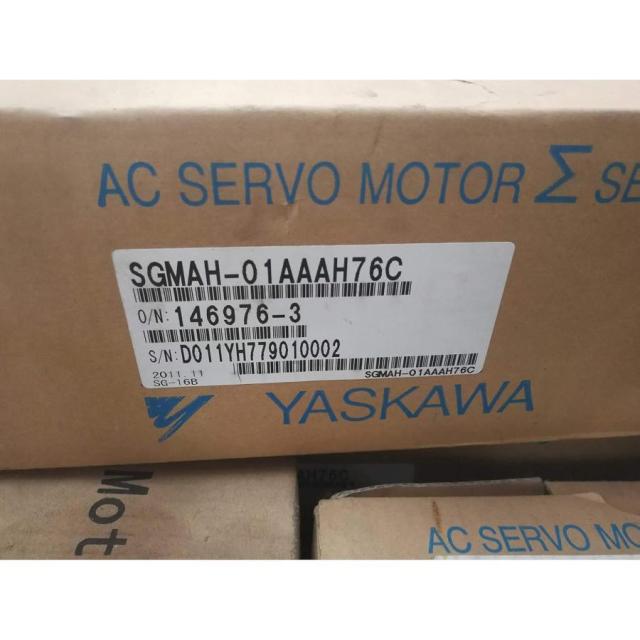 AC SERVO MOTOR Σ SE
SGMAH-01AAAH76C
O/N: 146976-3
S/N: D011YH779010002
2011.11
SG-16B
SGMAH-01AAAH76C
YASKAWA
AH76C
Mot
AC SERVO MOTO